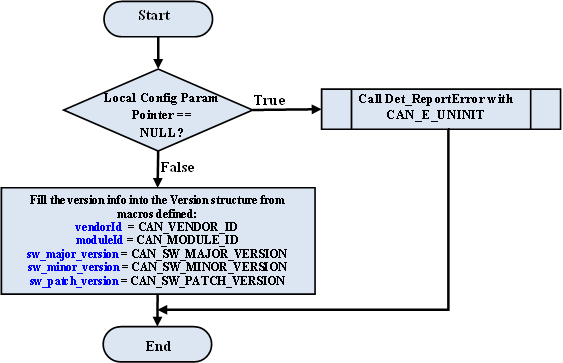 Start
Local Config Param
Pointer ==
NULL?
True
Call Det_ReportError with
CAN_E_UNINIT
False
Fill the version info into the Version structure from
macros defined:
vendorId = CAN_VENDOR_ID
moduleId = CAN_MODULE_ID
sw_major_version = CAN_SW_MAJOR_VERSION
sw_minor_version = CAN_SW_MINOR_VERSION
sw_patch_version = CAN_SW_PATCH_VERSION
End